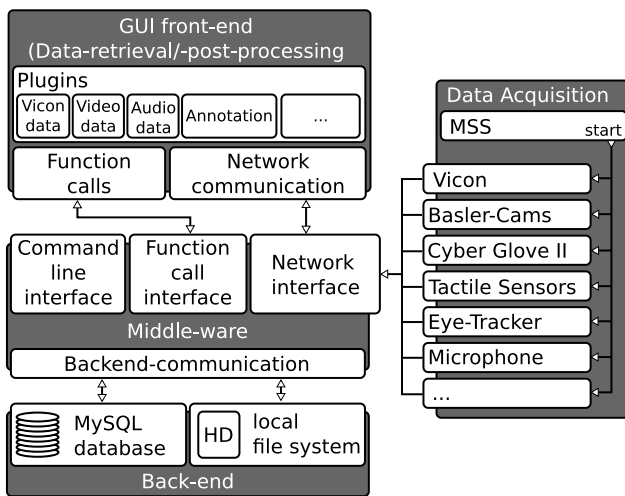 GUI front-end
(Data-retrieval/-post-processing
Plugins
Vicon
data
Video
data
Audio
data
Annotation
...
Function
calls
Network
communication
Command
line
interface
Function
call
interface
Network
interface
Middle-ware
Backend-communication
MySQL
database
HD
local
file system
Back-end
Data Acquisition
MSS
start
Vicon
Basler-Cams
Cyber Glove II
Tactile Sensors
Eye-Tracker
Microphone
...